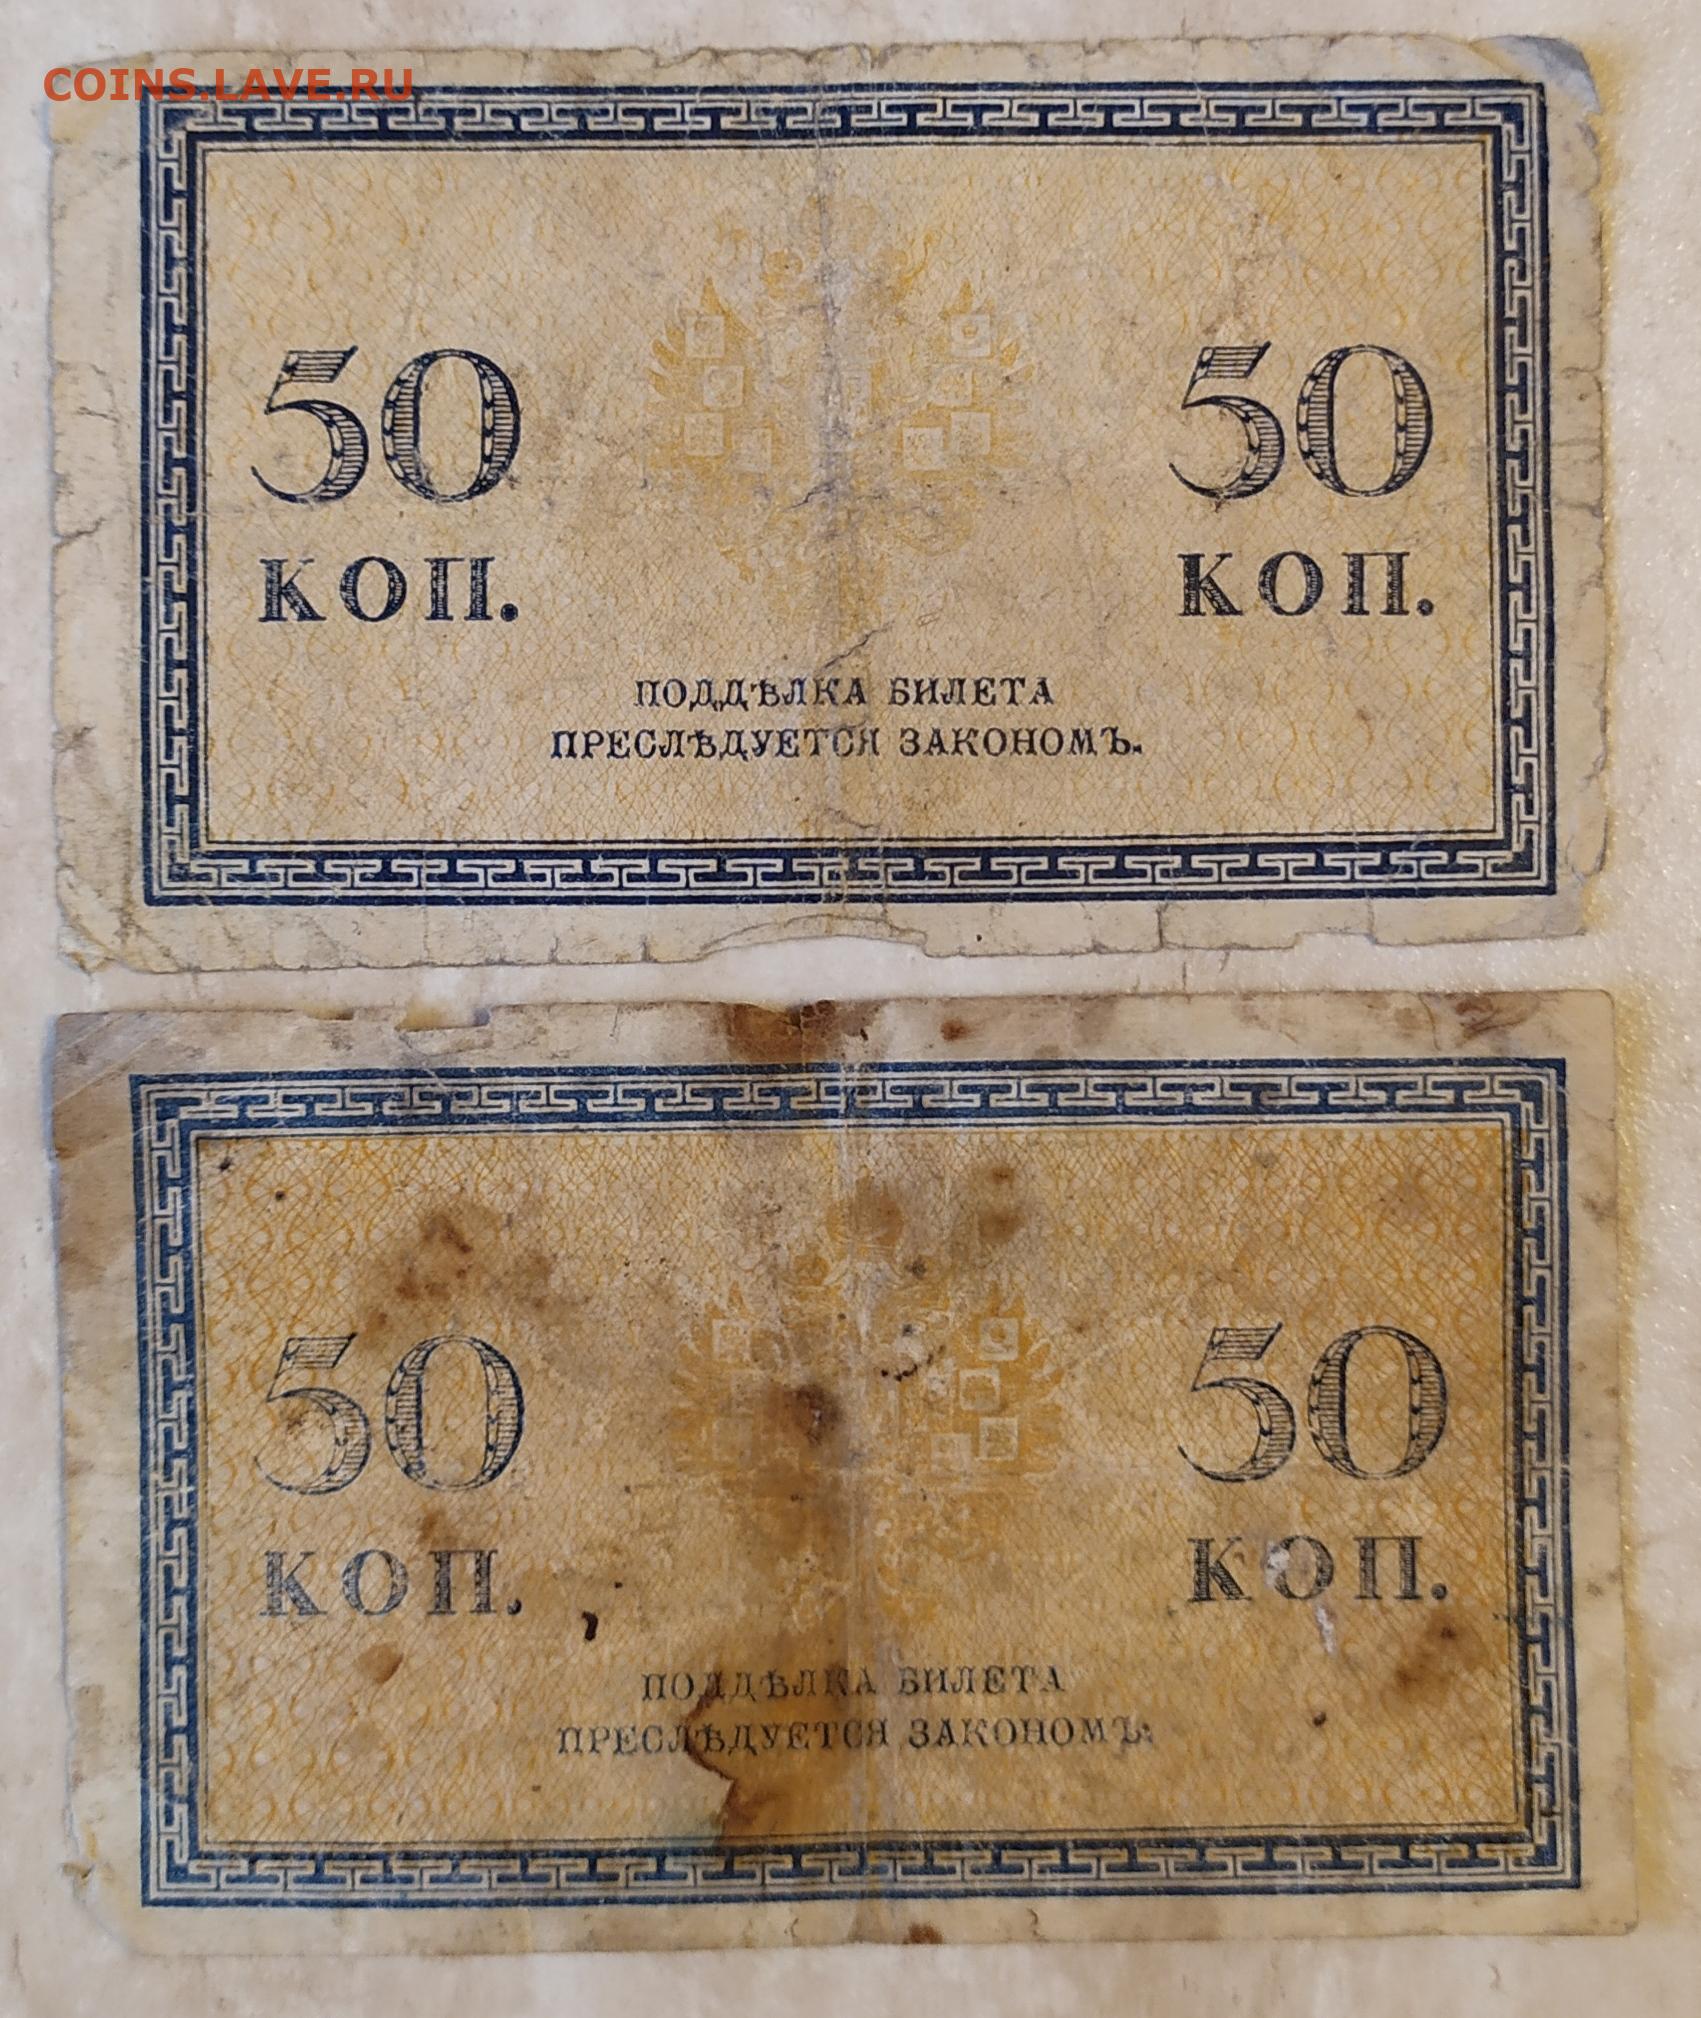 COINS.LAVE.RU
50 50
КОП. КОП.
ПОДДѢЛКА БИЛЕТА
ПРЕСЛѢДУЕТСЯ ЗАКОНОМЪ.
50 50
КОП. КОП.
ПОДДѢЛКА БИЛЕТА
ПРЕСЛѢДУЕТСЯ ЗАКОНОМЪ.